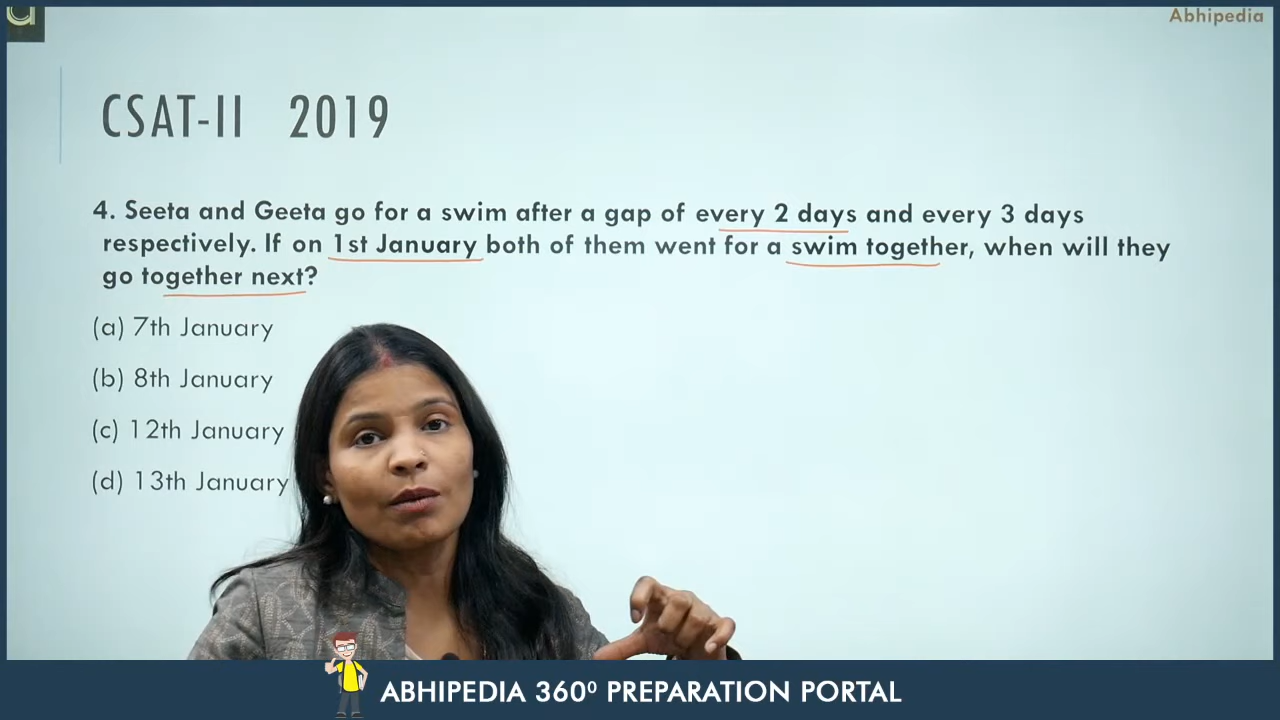 Abhipedia
CSAT-II 2019
4. Seeta and Geeta go for a swim after a gap of every 2 days and every 3 days
respectively. If on 1st January both of them went for a swim together, when will they
go together next?
(a) 7th January
(b) 8th January
(c) 12th January
(d) 13th January
ABHIPEDIA 360⁰ PREPARATION PORTAL